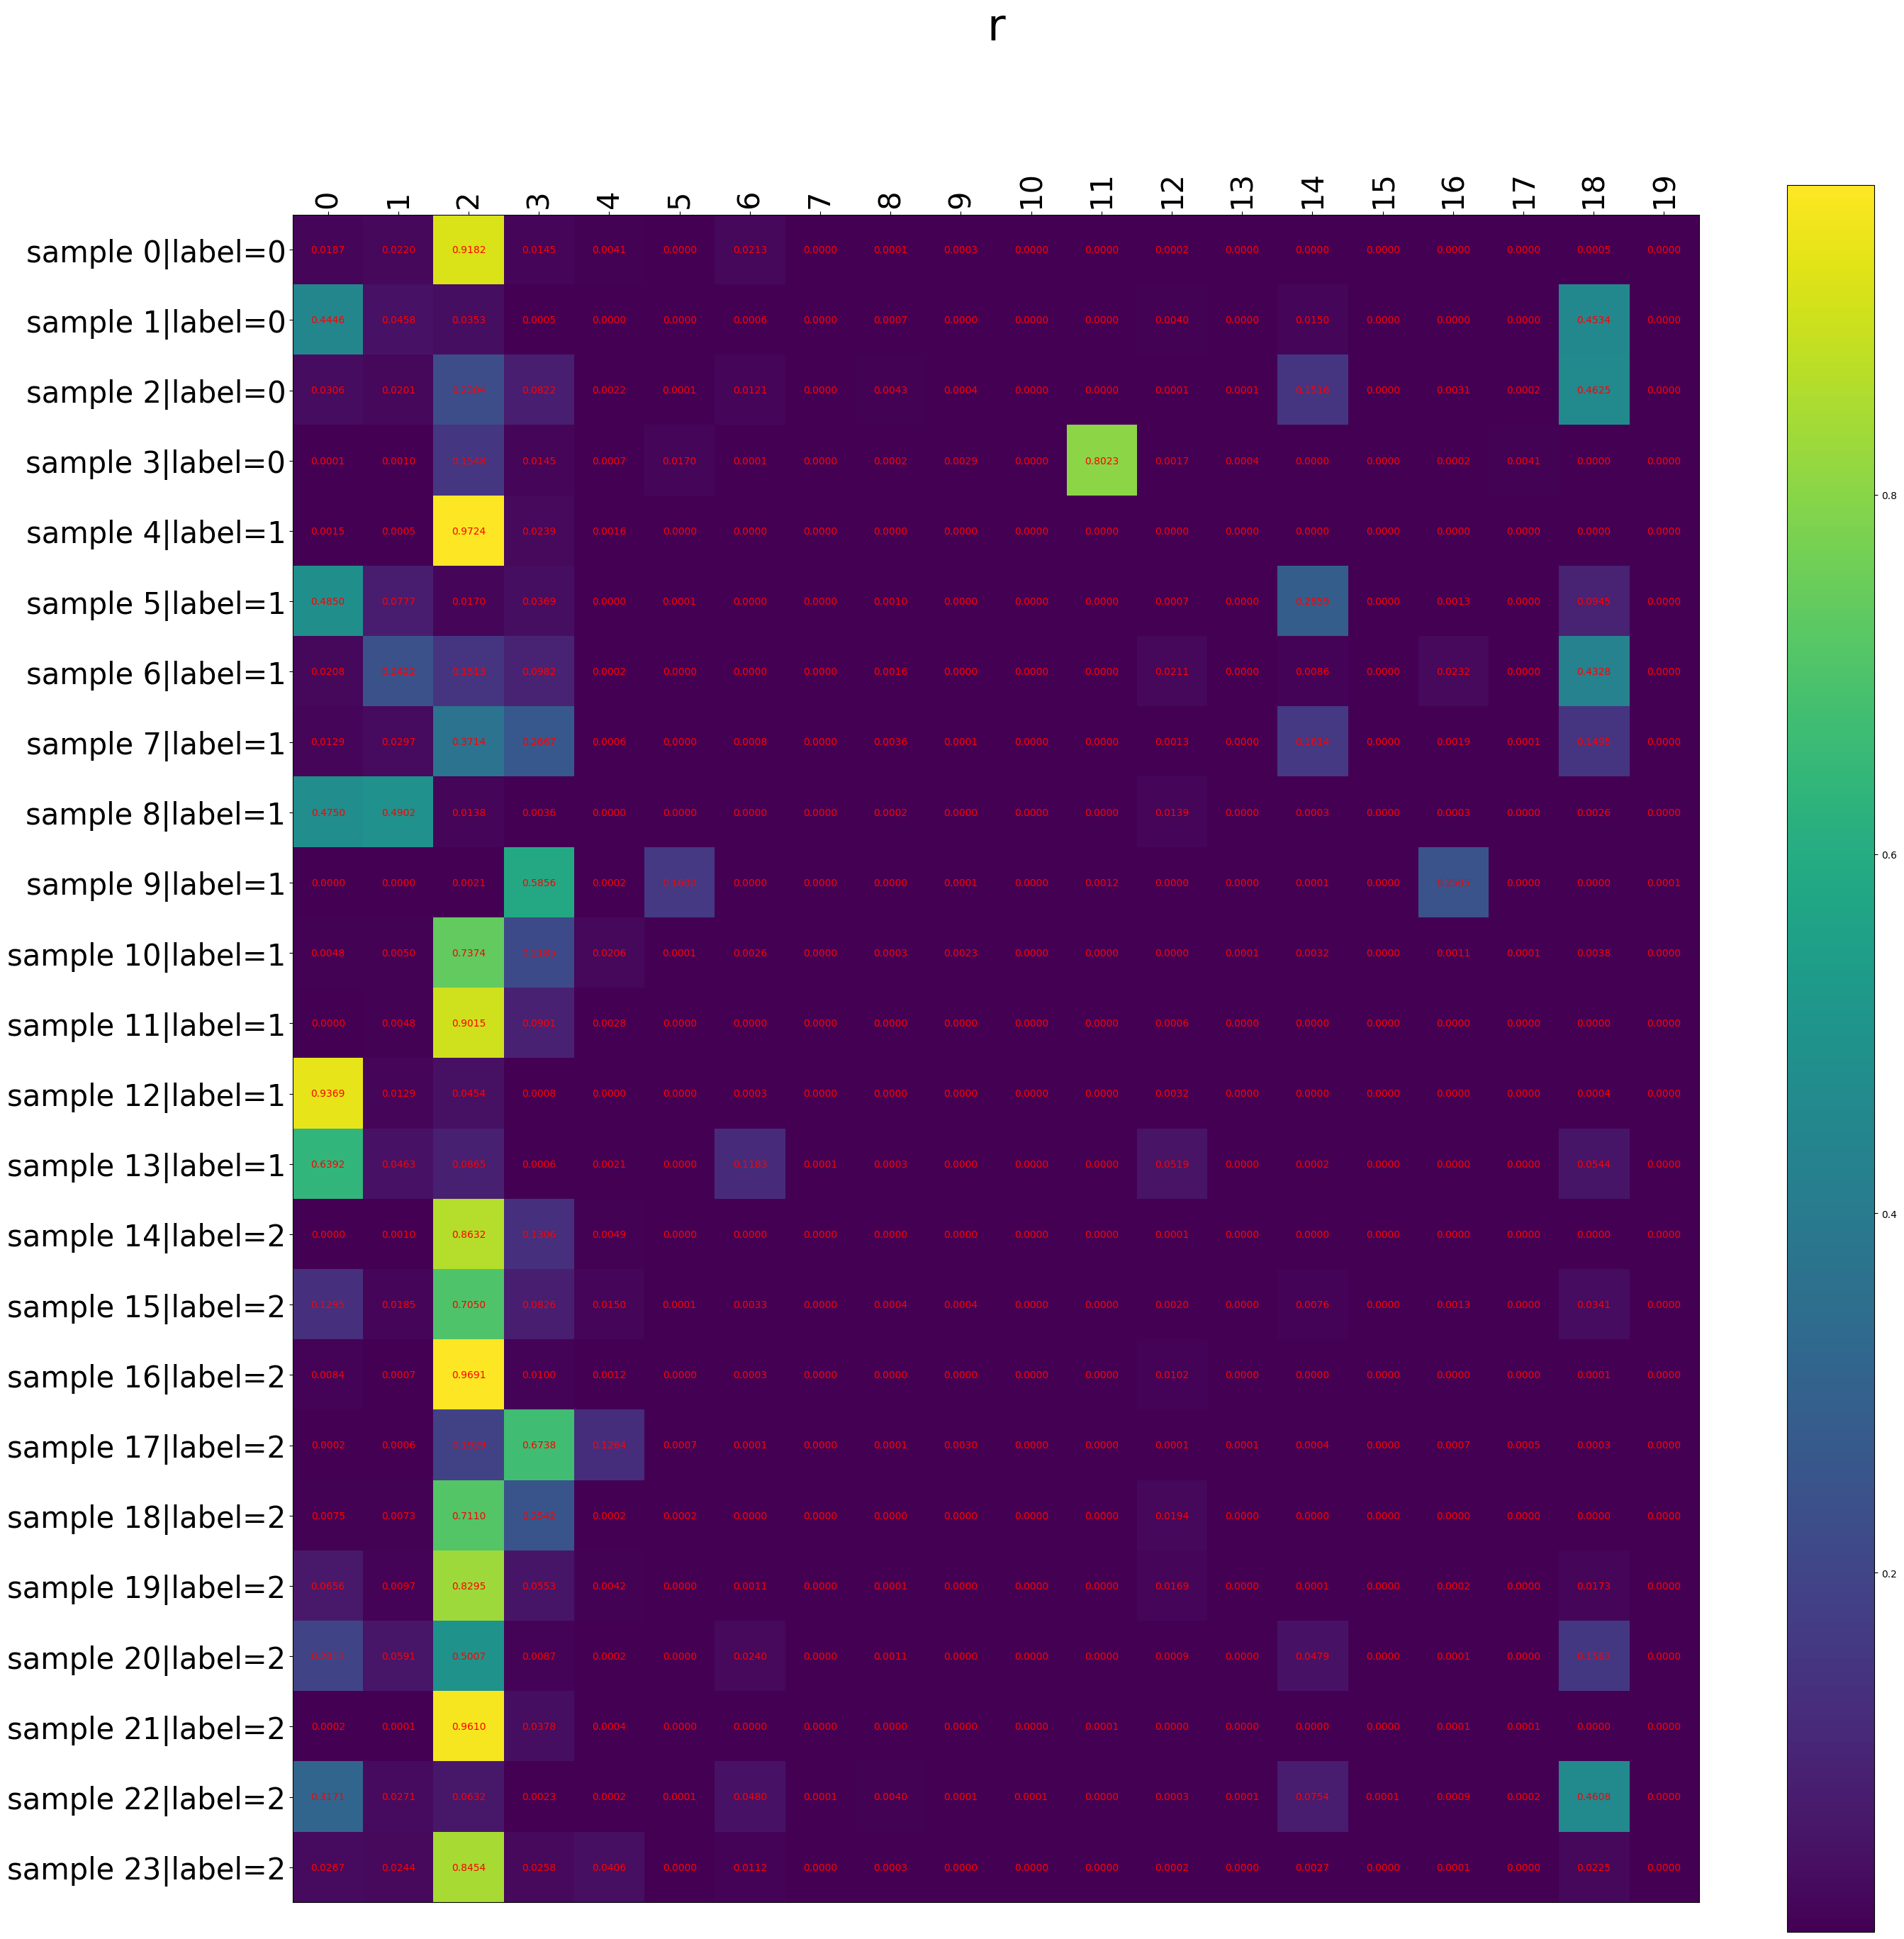 r
0 1 2 3 4 5 6 7 8 9 10 11 12 13 14 15 16 17 18 19
sample 0|label=0 0.0187 0.0220 0.9182 0.0145 0.0041 0.0000 0.0213 0.0000 0.0001 0.0003 0.0000 0.0000 0.0002 0.0000 0.0000 0.0000 0.0000 0.0000 0.0005 0.0000
sample 1|label=0 0.4446 0.0458 0.0353 0.0005 0.0000 0.0000 0.0006 0.0000 0.0007 0.0000 0.0000 0.0000 0.0040 0.0000 0.0150 0.0000 0.0000 0.0000 0.4534 0.0000
sample 2|label=0 0.0306 0.0201 0.0822 0.0022 0.0001 0.0121 0.0000 0.0043 0.0004 0.0000 0.0000 0.0001 0.0001 0.1516 0.0000 0.0031 0.0002 0.4625 0.0000
sample 3|label=0 0.0001 0.0010 0.1548 0.0145 0.0007 0.0170 0.0001 0.0000 0.0002 0.0029 0.0000 0.8023 0.0017 0.0004 0.0000 0.0000 0.0002 0.0041 0.0000 0.0000
sample 4|label=1 0.0015 0.0005 0.9724 0.0239 0.0016 0.0000 0.0000 0.0000 0.0000 0.0000 0.0000 0.0000 0.0000 0.0000 0.0000 0.0000 0.0000 0.0000 0.0000 0.0000
sample 5|label=1 0.4850 0.0777 0.0170 0.0369 0.0000 0.0001 0.0000 0.0000 0.0010 0.0000 0.0000 0.0000 0.0007 0.0000 0.0000 0.0013 0.0000 0.0945 0.0000
sample 6|label=1 0.0208 0.1513 0.0982 0.0002 0.0000 0.0000 0.0000 0.0016 0.0000 0.0000 0.0000 0.0211 0.0000 0.0086 0.0000 0.0232 0.0000 0.4328 0.0000
sample 7|label=1 0.0129 0.0297 0.3714 0.2667 0.0006 0.0000 0.0008 0.0000 0.0036 0.0001 0.0000 0.0000 0.0013 0.0000 0.1614 0.0000 0.0019 0.0001 0.0000
sample 8|label=1 0.4750 0.4902 0.0138 0.0036 0.0000 0.0000 0.0000 0.0000 0.0002 0.0000 0.0000 0.0000 0.0139 0.0000 0.0003 0.0000 0.0003 0.0000 0.0026 0.0000
sample 9|label=1 0.0000 0.0000 0.0021 0.5856 0.0002 0.0000 0.0000 0.0000 0.0001 0.0000 0.0012 0.0000 0.0000 0.0001 0.0000 0.0000 0.0000 0.0001
sample 10|label=1 0.0048 0.0050 0.7374 0.0206 0.0001 0.0026 0.0000 0.0003 0.0023 0.0000 0.0000 0.0000 0.0001 0.0032 0.0000 0.0011 0.0001 0.0038 0.0000
sample 11|label=1 0.0000 0.0048 0.9015 0.0901 0.0028 0.0000 0.0000 0.0000 0.0000 0.0000 0.0000 0.0000 0.0006 0.0000 0.0000 0.0000 0.0000 0.0000 0.0000 0.0000
sample 12|label=1 0.9369 0.0129 0.0454 0.0008 0.0000 0.0000 0.0003 0.0000 0.0000 0.0000 0.0000 0.0000 0.0032 0.0000 0.0000 0.0000 0.0000 0.0000 0.0004 0.0000
sample 13|label=1 0.6392 0.0463 0.0865 0.0006 0.0021 0.0000 0.1183 0.0001 0.0003 0.0000 0.0000 0.0000 0.0519 0.0000 0.0002 0.0000 0.0000 0.0000 0.0544 0.0000
sample 14|label=2 0.0000 0.0010 0.8632 0.1306 0.0049 0.0000 0.0000 0.0000 0.0000 0.0000 0.0000 0.0000 0.0001 0.0000 0.0000 0.0000 0.0000 0.0000 0.0000 0.0000
sample 15|label=2 0.1295 0.0185 0.7050 0.0826 0.0150 0.0001 0.0033 0.0000 0.0004 0.0004 0.0000 0.0000 0.0020 0.0000 0.0076 0.0000 0.0013 0.0000 0.0341 0.0000
sample 16|label=2 0.0084 0.0007 0.9691 0.0100 0.0012 0.0000 0.0003 0.0000 0.0000 0.0000 0.0000 0.0000 0.0102 0.0000 0.0000 0.0000 0.0000 0.0000 0.0001 0.0000
sample 17|label=2 0.0002 0.0006 0.6738 0.1264 0.0007 0.0001 0.0000 0.0001 0.0030 0.0000 0.0000 0.0001 0.0001 0.0004 0.0000 0.0007 0.0005 0.0003 0.0000
sample 18|label=2 0.0075 0.0073 0.7110 0.2542 0.0002 0.0002 0.0000 0.0000 0.0000 0.0000 0.0000 0.0000 0.0194 0.0000 0.0000 0.0000 0.0000 0.0000 0.0000 0.0000
sample 19|label=2 0.0656 0.0097 0.8295 0.0553 0.0042 0.0000 0.0011 0.0000 0.0001 0.0000 0.0000 0.0000 0.0169 0.0000 0.0001 0.0000 0.0002 0.0000 0.0173 0.0000
sample 20|label=2 0.0591 0.5007 0.0087 0.0002 0.0000 0.0240 0.0000 0.0011 0.0000 0.0000 0.0000 0.0009 0.0000 0.0479 0.0000 0.0001 0.0000 0.0000
sample 21|label=2 0.0002 0.0001 0.9610 0.0378 0.0004 0.0000 0.0000 0.0000 0.0000 0.0000 0.0000 0.0001 0.0000 0.0000 0.0000 0.0000 0.0001 0.0001 0.0000 0.0000
sample 22|label=2 0.3171 0.0271 0.0632 0.0023 0.0002 0.0001 0.0480 0.0001 0.0040 0.0001 0.0001 0.0000 0.0003 0.0001 0.0754 0.0001 0.0009 0.0002 0.4608 0.0000
sample 23|label=2 0.0267 0.0244 0.8454 0.0258 0.0406 0.0000 0.0112 0.0000 0.0003 0.0000 0.0000 0.0000 0.0002 0.0000 0.0027 0.0000 0.0001 0.0000 0.0225 0.0000
0.8
0.6
0.4
0.2